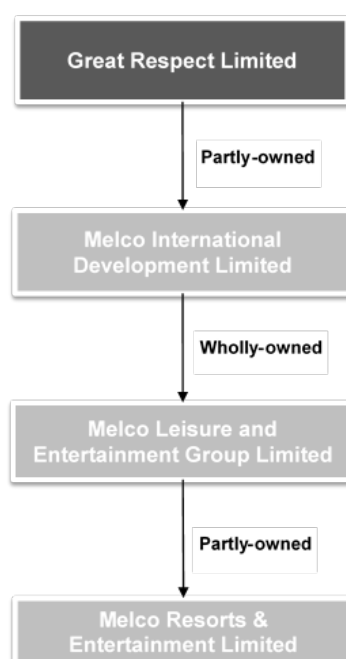 Great Respect Limited
Partly-owned
Melco International
Development Limited
Wholly-owned
Melco Leisure and
Entertainment Group Limited
Partly-owned
Melco Resorts &
Entertainment Limited